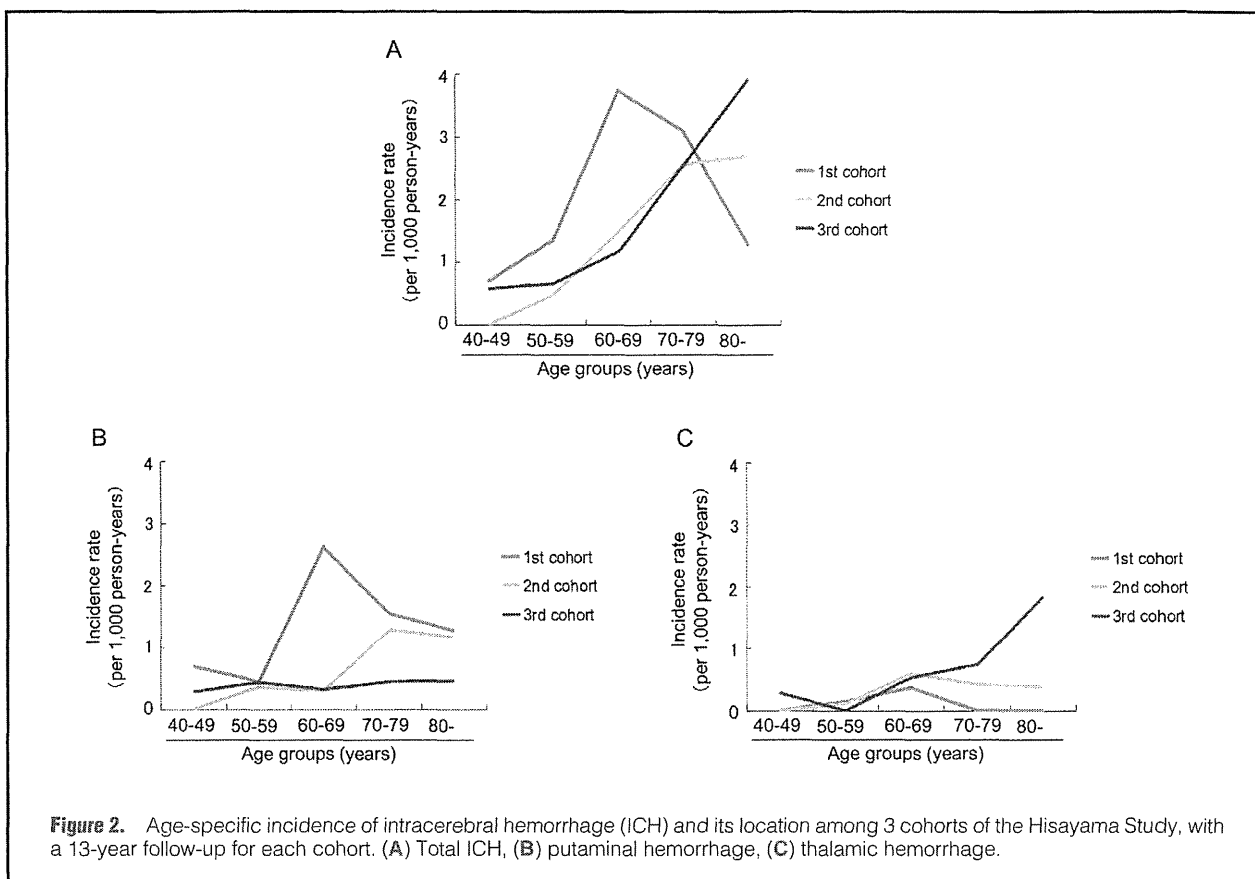 A
4
3
2
1
0
Incidence rate
(per 1,000 person-years)
40-49 50-59 60-69 70-79 80-
Age groups (years)
1st cohort
2nd cohort
3rd cohort
B
4
3
2
1
0
Incidence rate
(per 1,000 person-years)
40-49 50-59 60-69 70-79 80-
Age groups (years)
1st cohort
2nd cohort
3rd cohort
C
4
3
2
1
0
Incidence rate
(per 1,000 person-years)
40-49 50-59 60-69 70-79 80-
Age groups (years)
1st cohort
2nd cohort
3rd cohort
Figure 2. Age-specific incidence of intracerebral hemorrhage (ICH) and its location among 3 cohorts of the Hisayama Study, with
a 13-year follow-up for each cohort. (A) Total ICH, (B) putaminal hemorrhage, (C) thalamic hemorrhage.